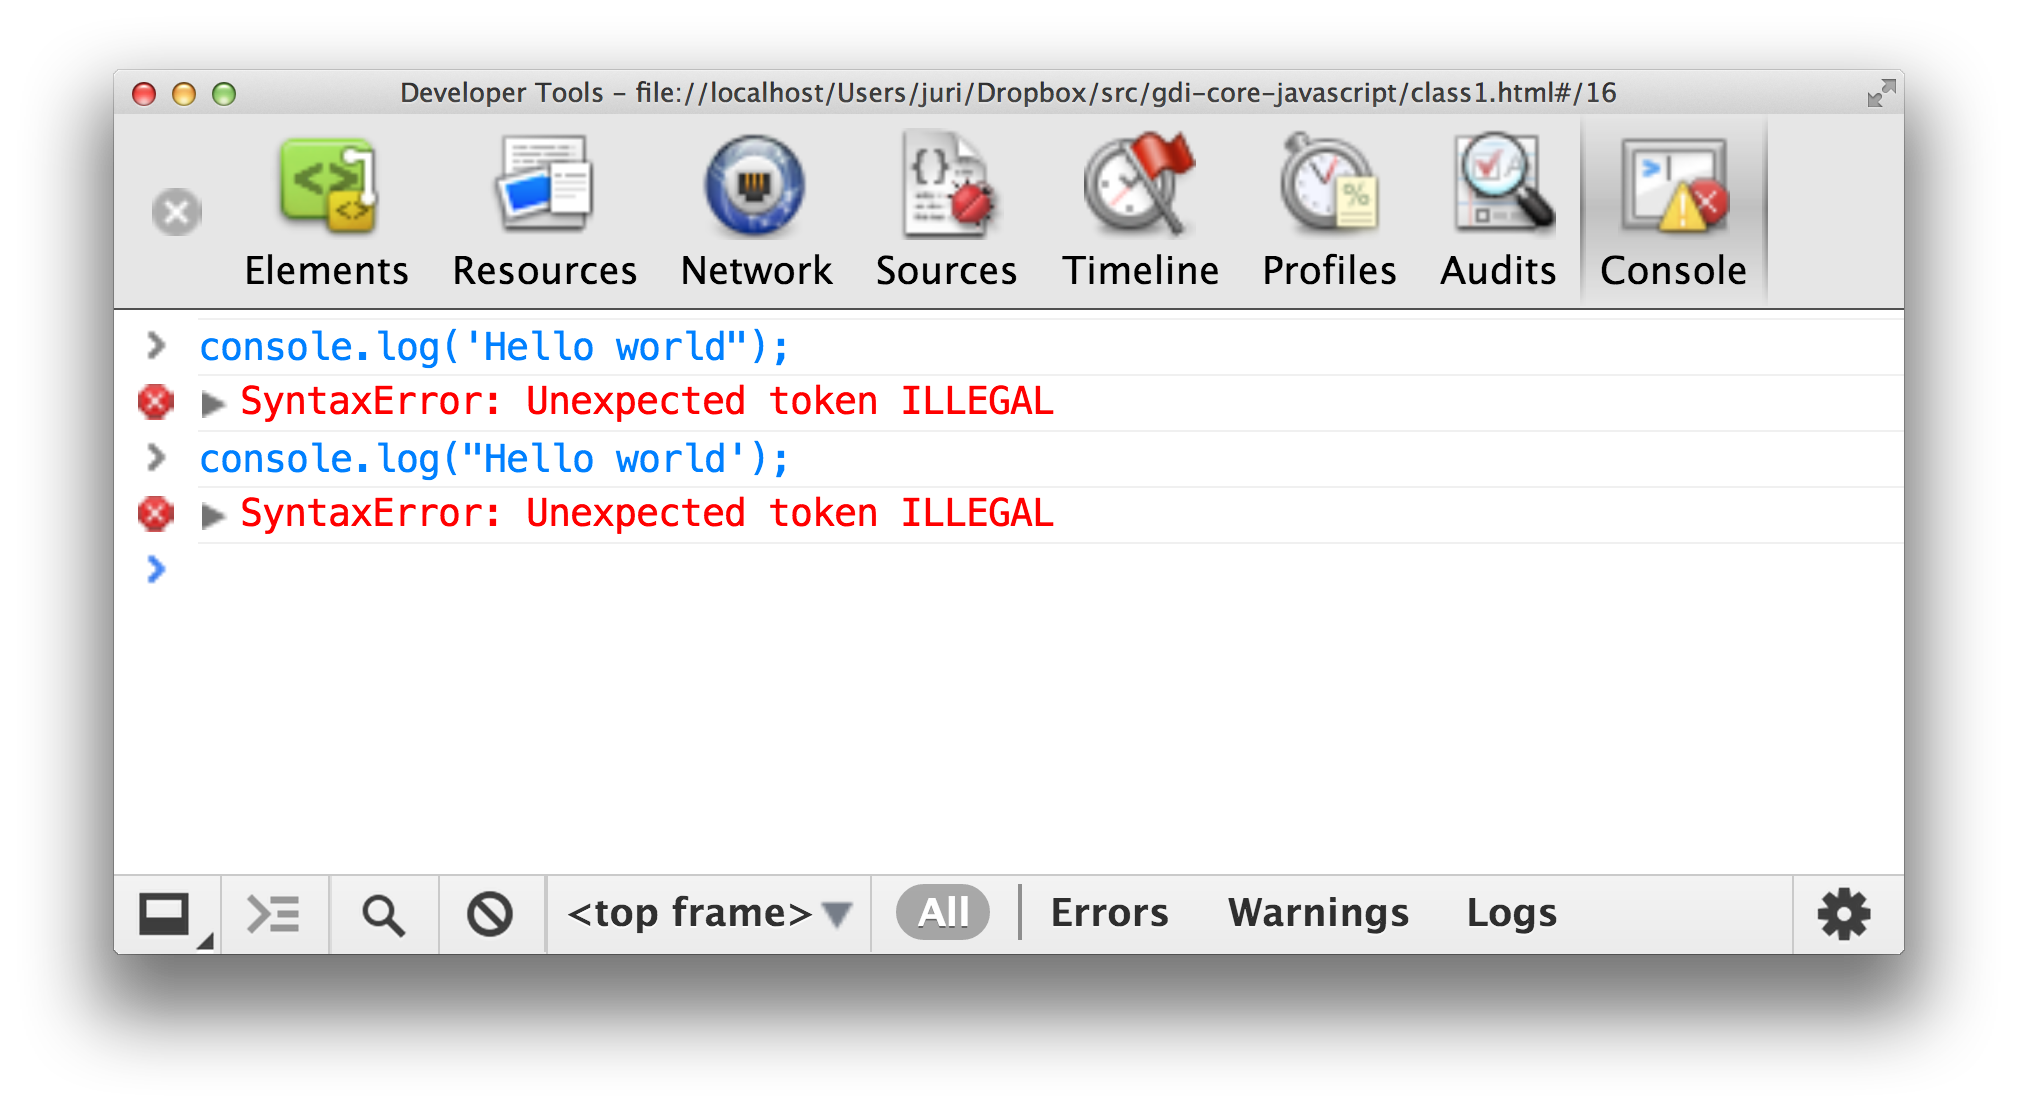 Developer Tools – file://localhost/Users/juri/Dropbox/src/gdi-core-javascript/class1.html#/16
Elements Resources Network Sources Timeline Profiles Audits Console
console.log('Hello world");
SyntaxError: Unexpected token ILLEGAL
console.log("Hello world');
SyntaxError: Unexpected token ILLEGAL
<top frame> All Errors Warnings Logs